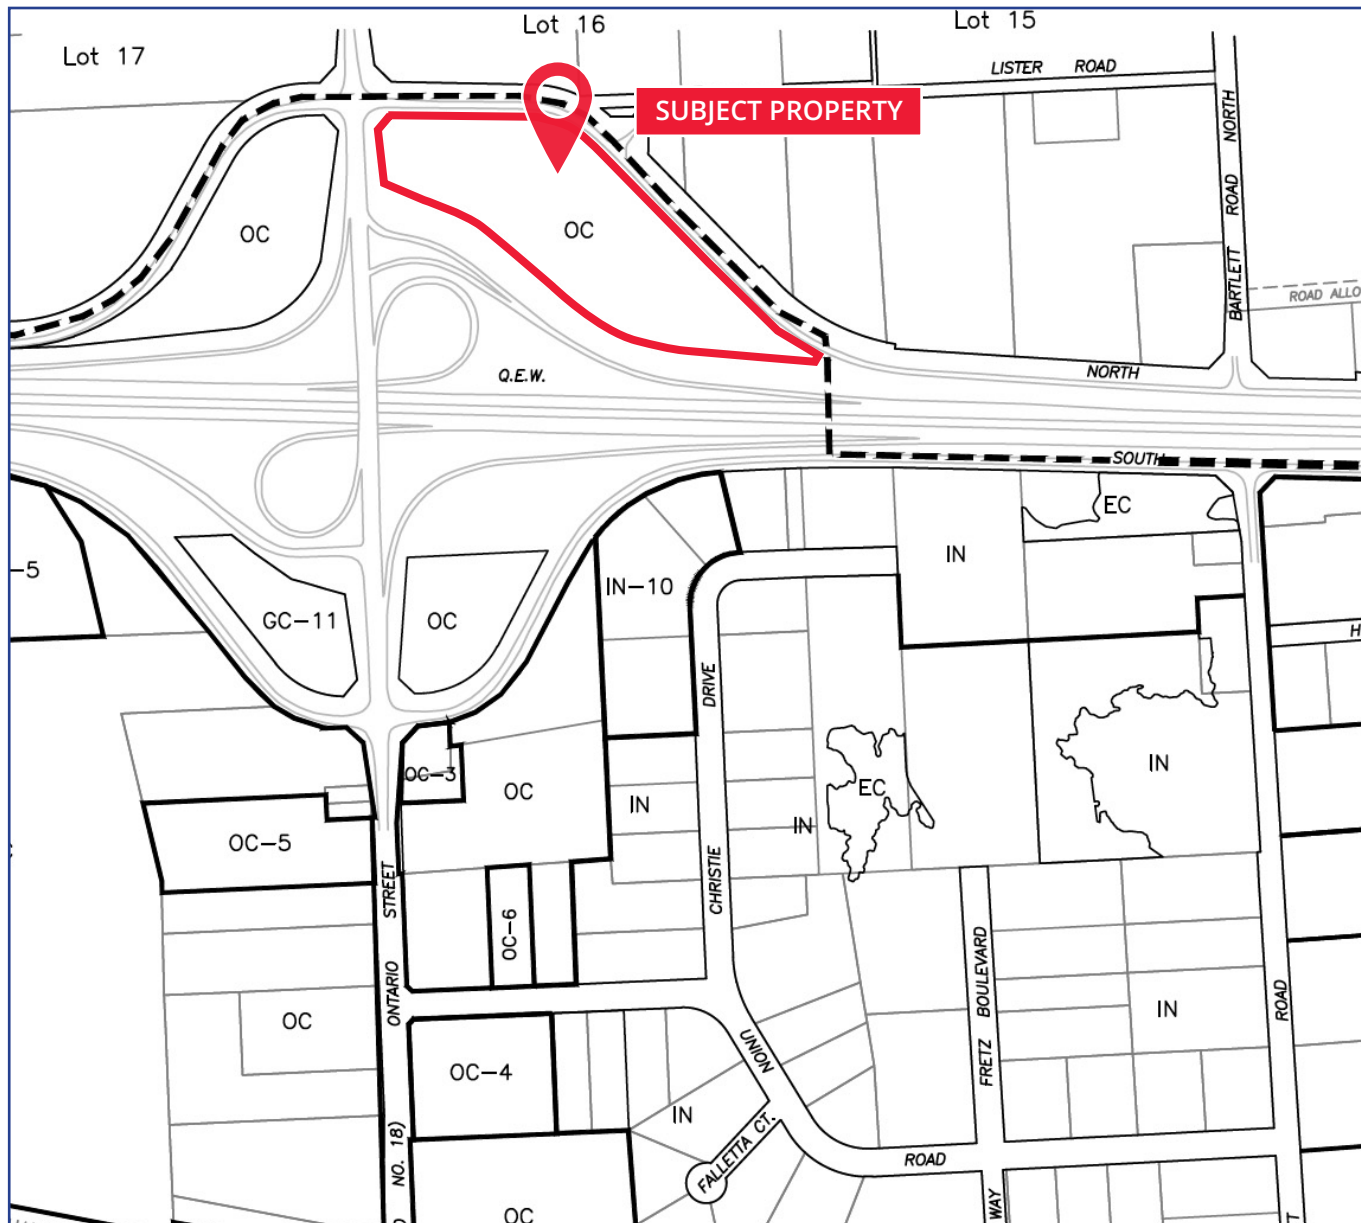 Lot 17
Lot 16
Lot 15
LISTER ROAD
SUBJECT PROPERTY
BARTLETT ROAD NORTH
OC
OC
ROAD ALLO
Q.E.W.
NORTH
SOUTH
EC
IN
-5
IN-10
GC-11
OC
DRIVE
OC-3
OC
IN
IN
EC
IN
OC-5
STREET
CHRISTIE
OC-6
ONTARIO
OC
FRETZ BOULEVARD
IN
ROAD
UNION
OC-4
IN
FALLETTA CT.
NO. 18)
ROAD
WAY
OC